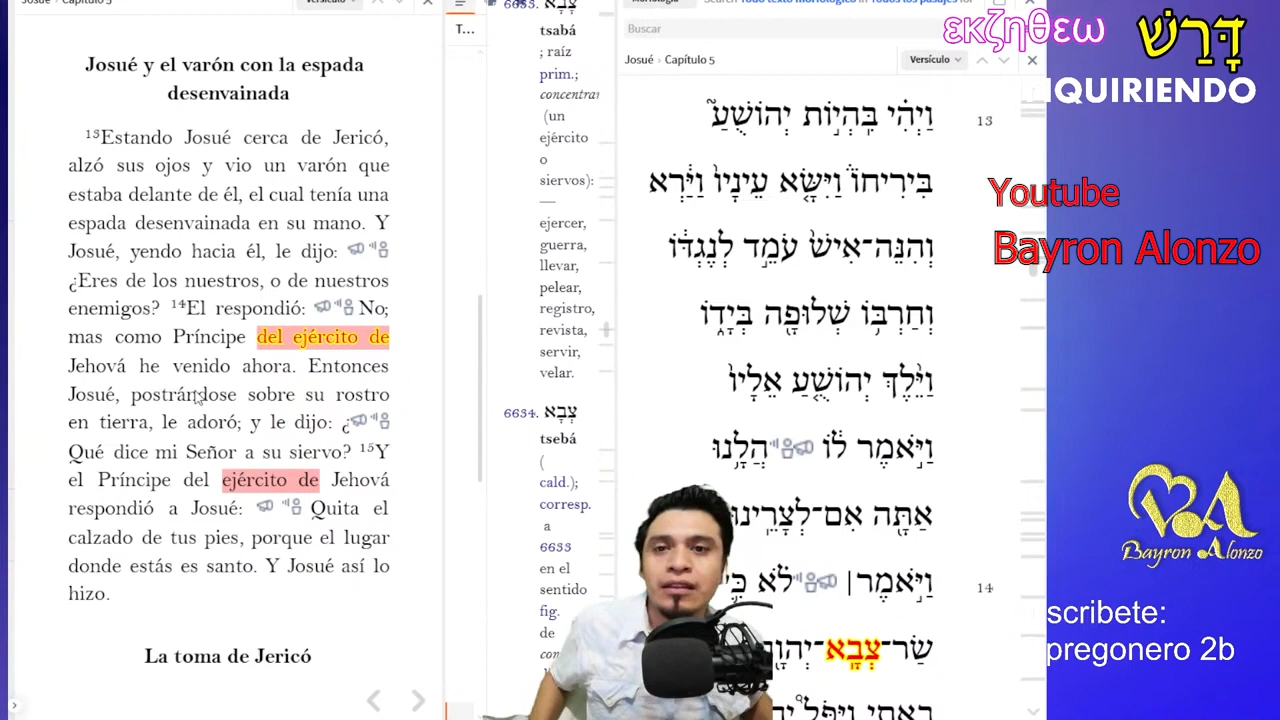 Josué › Capítulo 5
Versículo
Josué y el varón con la espada
desenvainada
¹³Estando Josué cerca de Jericó,
alzó sus ojos y vio un varón que
estaba delante de él, el cual tenía una
espada desenvainada en su mano. Y
Josué, yendo hacia él, le dijo:
¿Eres de los nuestros, o de nuestros
enemigos? ¹⁴El respondió: No;
mas como Príncipe del ejército de
Jehová he venido ahora. Entonces
Josué, postrándose sobre su rostro
en tierra, le adoró; y le dijo: ¿
Qué dice mi Señor a su siervo? ¹⁵Y
el Príncipe del ejército de Jehová
respondió a Josué: Quita el
calzado de tus pies, porque el lugar
donde estás es santo. Y Josué así lo
hizo.
La toma de Jericó
T...
6633. צָבָא
tsabá
; raíz
prim.;
(un
ejército
o
siervos):
—
ejercer,
guerra,
llevar,
pelear,
registro,
revista,
servir,
velar.
6634. צְבָא
tsebá
(
cald.);
corresp.
a
6633
en el
sentido
fig.
de
Buscar
Josué › Capítulo 5
Versículo
13 וַיְהִ֗י בִּֽהְי֣וֹת יְהוֹשֻׁעַ֮
בִּירִיחוֹ֒ וַיִּשָּׂ֤א עֵינָיו֙ וַיַּ֔רְא
וְהִנֵּה־אִישׁ֙ עֹמֵ֣ד לְנֶגְדּ֔וֹ
וְחַרְבּ֥וֹ שְׁלוּפָ֖ה בְּיָד֑וֹ
וַיֵּ֨לֶךְ יְהוֹשֻׁ֤עַ אֵלָיו֙
וַיֹּ֣אמֶר ל֔וֹ הֲלָ֥נוּ
אַתָּ֖ה אִם־לְצָרֵֽינוּ
14 וַיֹּ֣אמֶר ׀ לֹ֗א כִּ֛י
שַׂר־צְבָֽא־יְהוָ֖ה
εκζηθεω
דָּרַשׁ
NQUIRIENDO
Youtube
Bayron Alonzo
Bayron Alonzo
scribete:
pregonero 2b